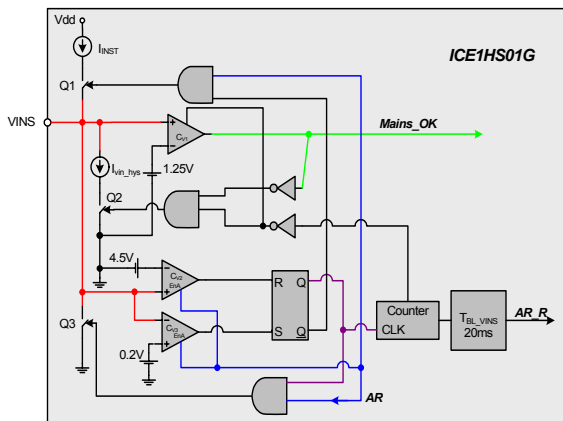 Vdd
I_INST
ICE1HS01G
Q1
VINS
Mains_OK
C_V1
I_vin_hys
1.25V
Q2
4.5V
C_V2
EnA
R Q
Counter
CLK
T_BL_VINS
20ms
AR_R
Q3
C_V3
EnA
S Q
0.2V
AR